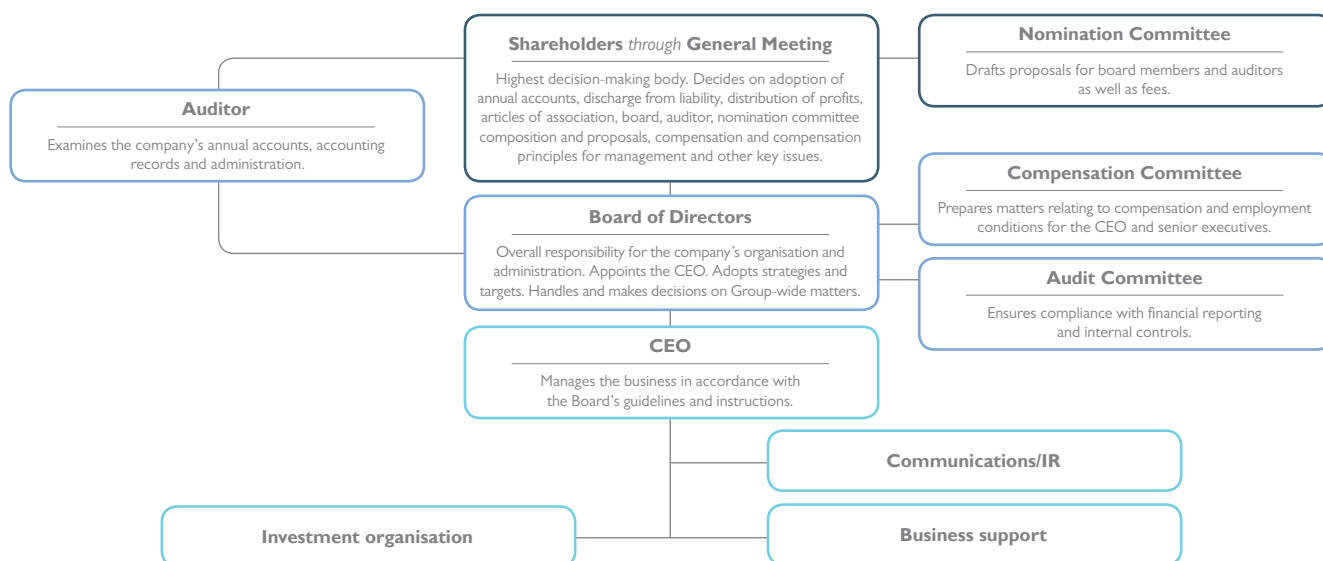 Shareholders through General Meeting
Highest decision-making body. Decides on adoption of
annual accounts, discharge from liability, distribution of profits,
articles of association, board, auditor, nomination committee
composition and proposals, compensation and compensation
principles for management and other key issues.
Nomination Committee
Drafts proposals for board members and auditors
as well as fees.
Auditor
Examines the company’s annual accounts, accounting
records and administration.
Compensation Committee
Prepares matters relating to compensation and employment
conditions for the CEO and senior executives.
Board of Directors
Overall responsibility for the company’s organisation and
administration. Appoints the CEO. Adopts strategies and
targets. Handles and makes decisions on Group-wide matters.
Audit Committee
Ensures compliance with financial reporting
and internal controls.
CEO
Manages the business in accordance with
the Board’s guidelines and instructions.
Communications/IR
Investment organisation
Business support